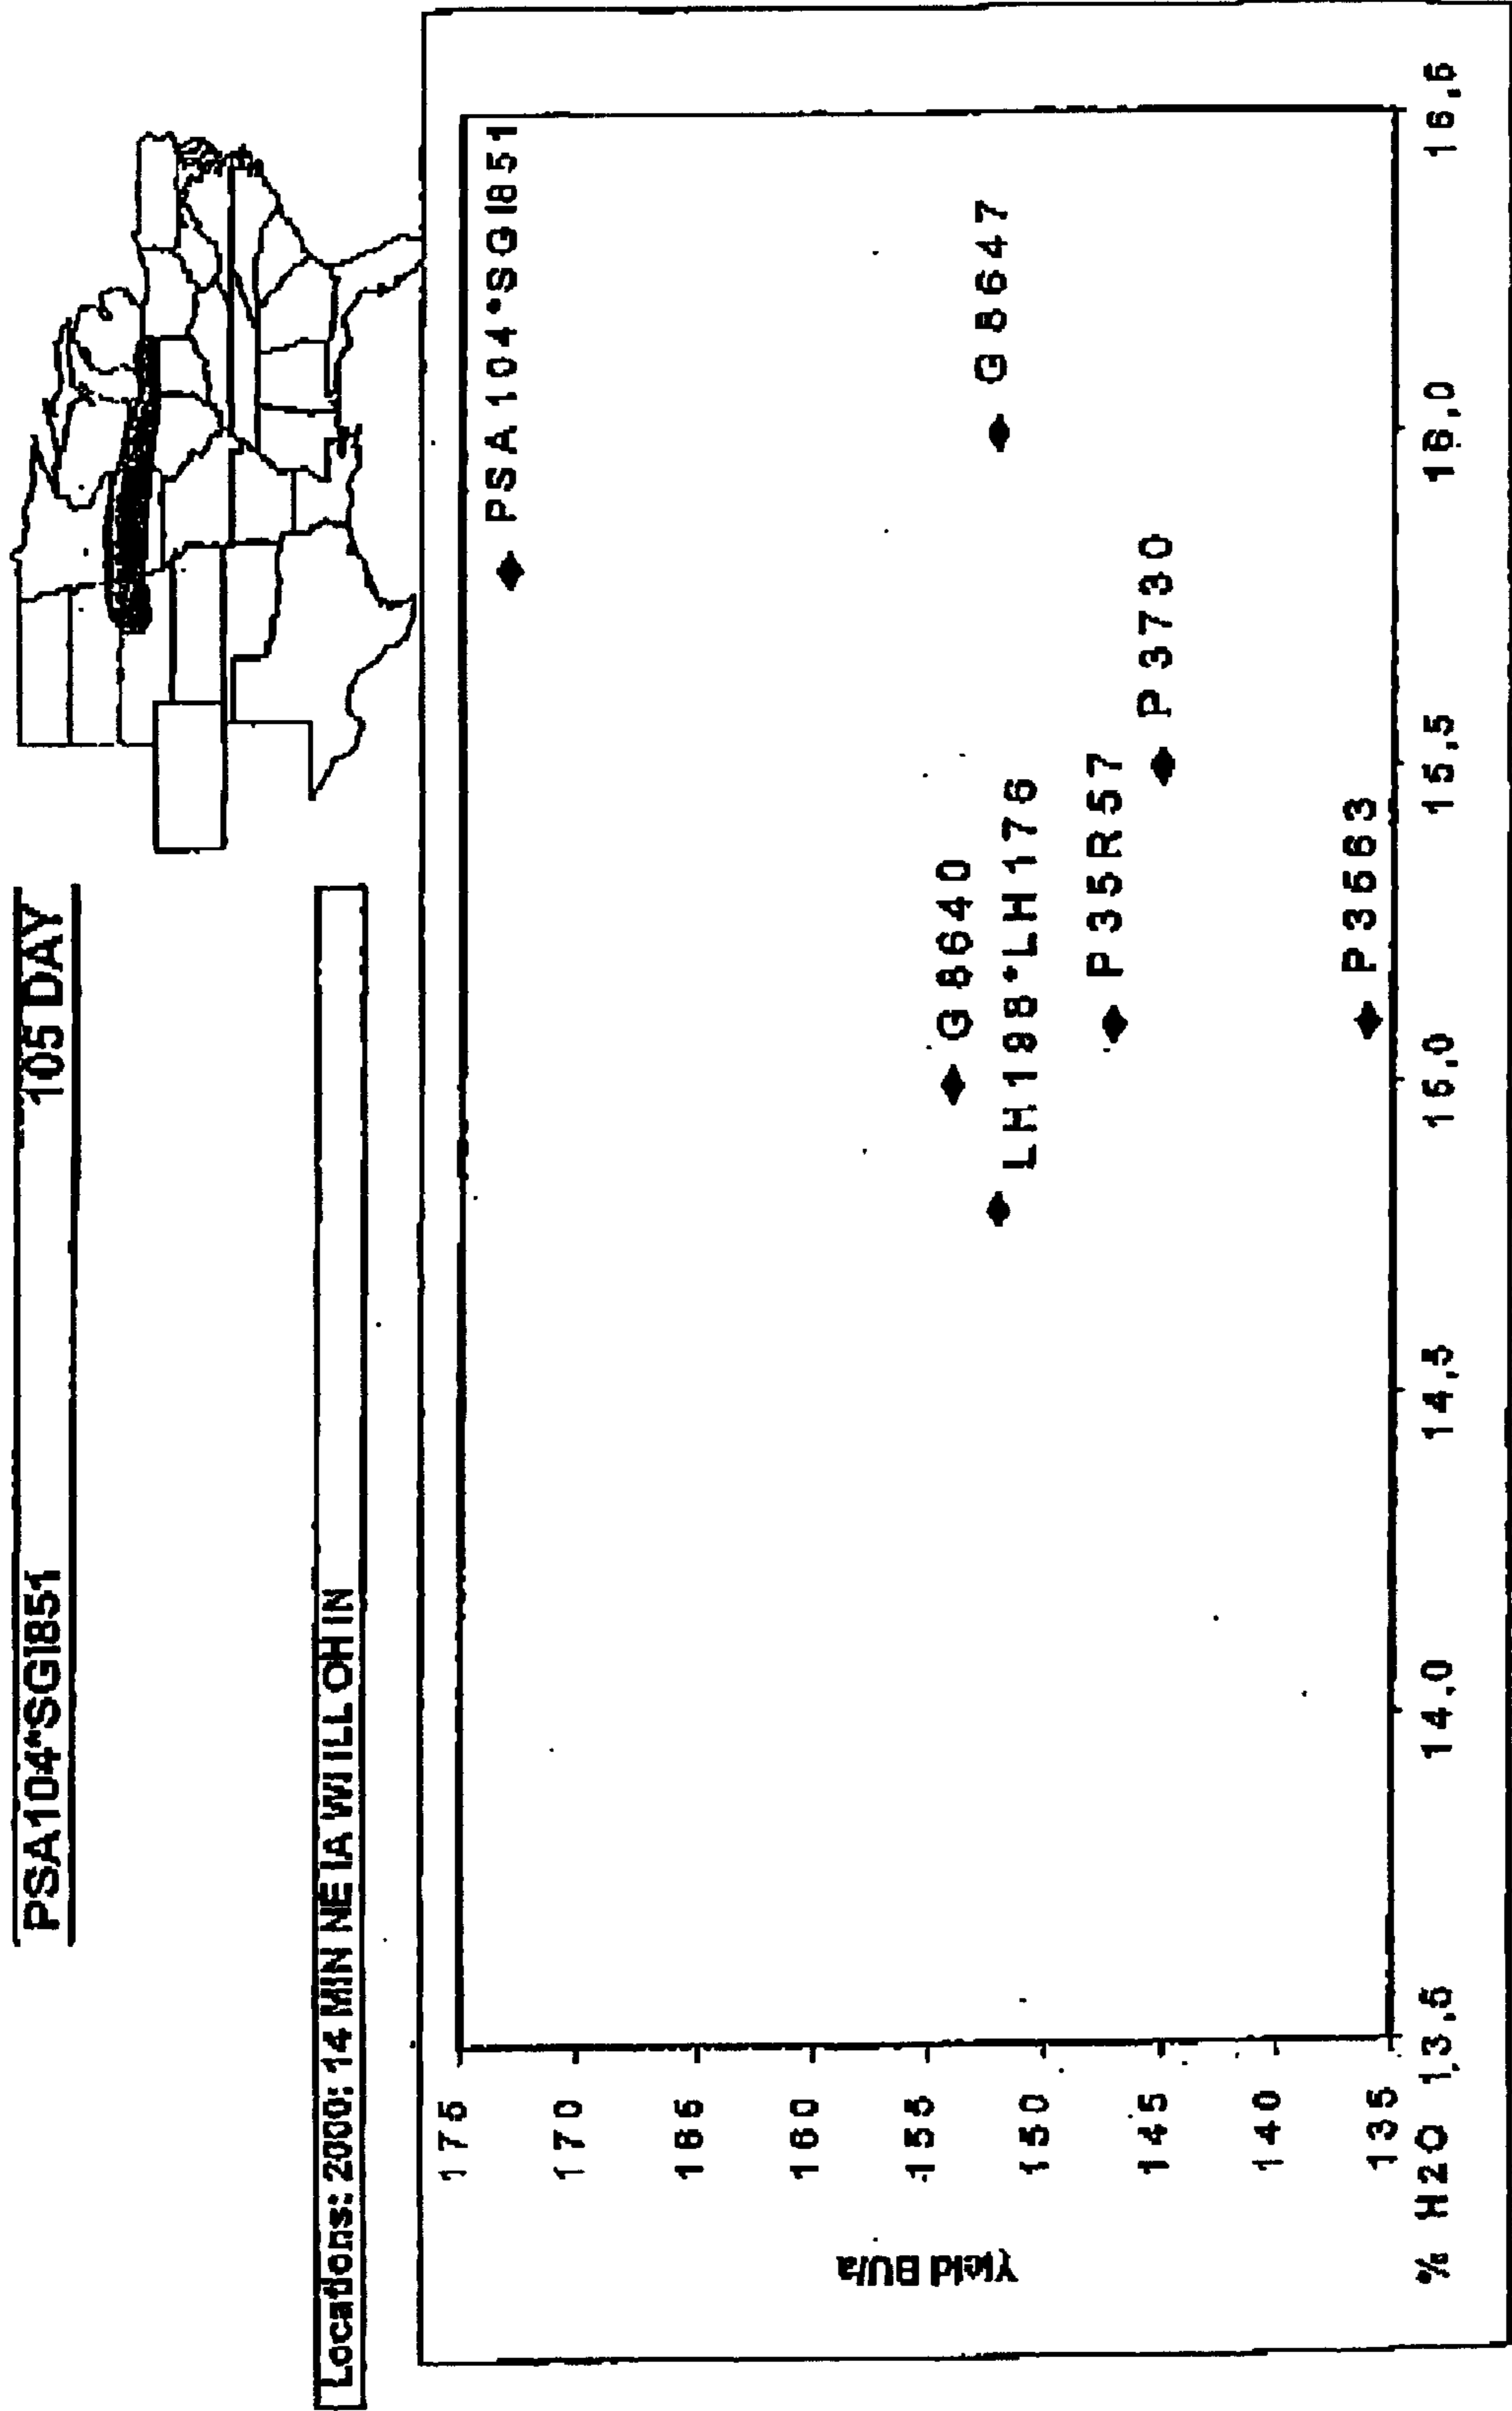 PSA104*SGI851 105 DAY
Locations: 2000: 14 MIN NE IA WI ILL OH IN
Yield BU/a
175
170
165
160
155
150
145
140
135
PSA104*SGI851
G8647
G8640
LH198*LH176
P35R57
P3730
P3563
% H2O 13.5 14.0 14.5 15.0 15.5 16.0 16.5